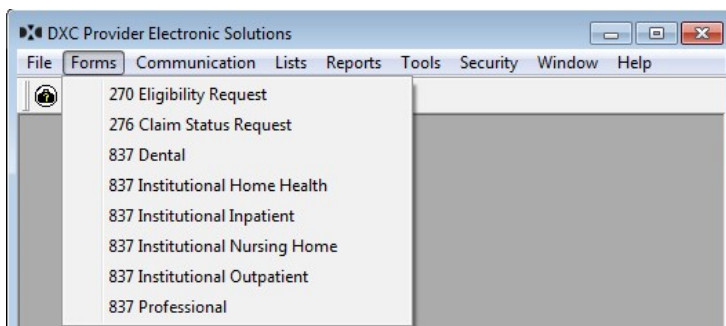 DXC Provider Electronic Solutions
File Forms Communication Lists Reports Tools Security Window Help
270 Eligibility Request
276 Claim Status Request
837 Dental
837 Institutional Home Health
837 Institutional Inpatient
837 Institutional Nursing Home
837 Institutional Outpatient
837 Professional